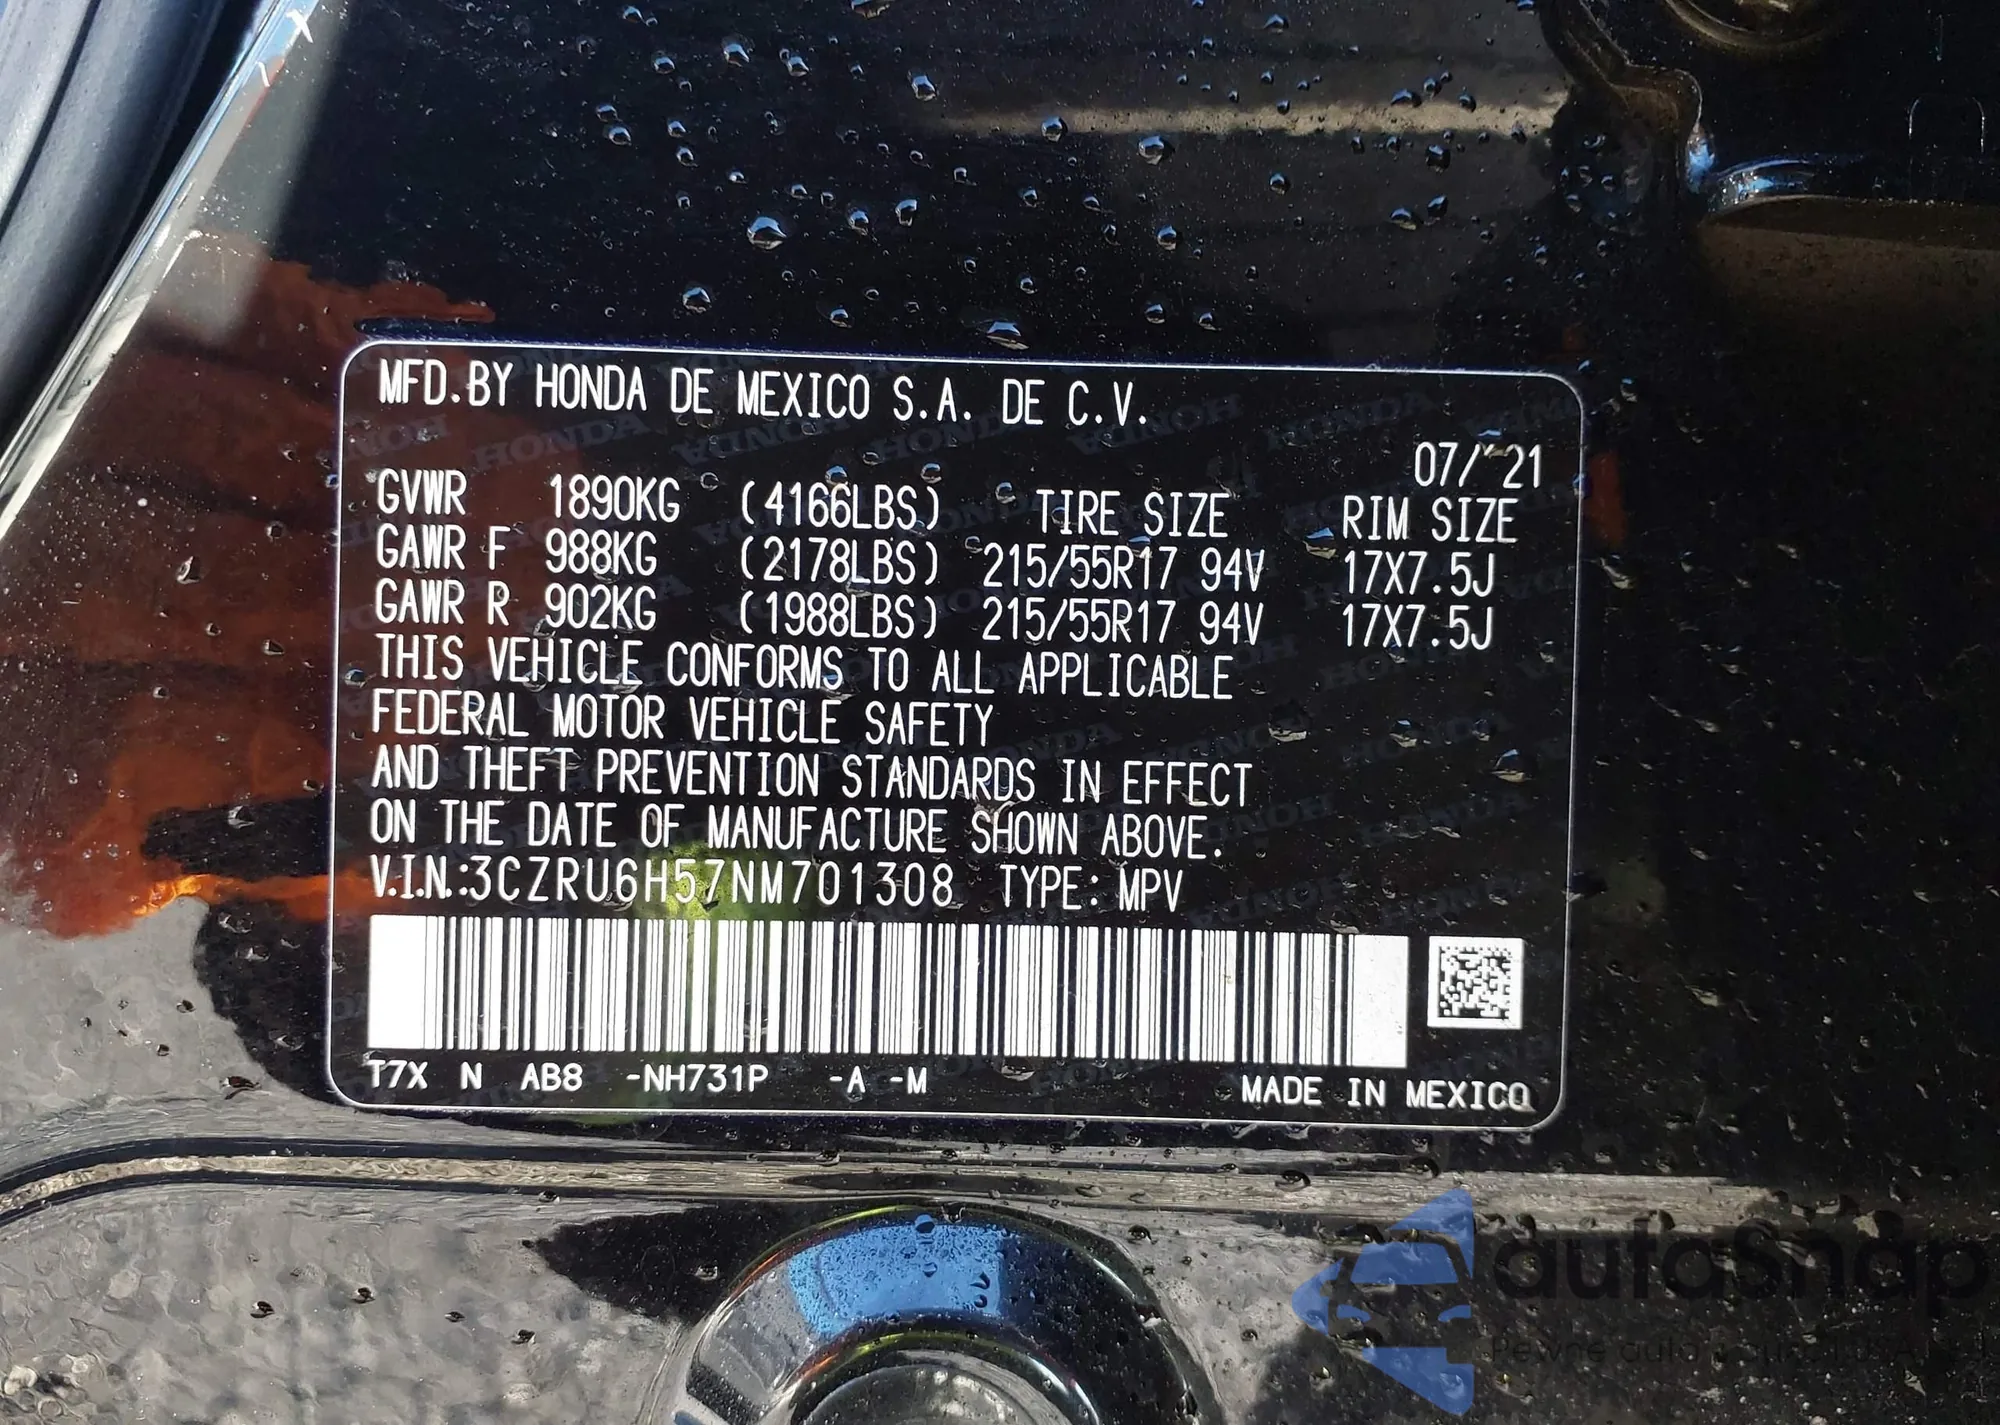 MFD.BY HONDA DE MEXICO S.A. DE C.V.
07/21
GVWR 1890KG (4166LBS) TIRE SIZE RIM SIZE
GAWR F 988KG (2178LBS) 215/55R17 94V 17X7.5J
GAWR R 902KG (1988LBS) 215/55R17 94V 17X7.5J
THIS VEHICLE CONFORMS TO ALL APPLICABLE
FEDERAL MOTOR VEHICLE SAFETY
AND THEFT PREVENTION STANDARDS IN EFFECT
ON THE DATE OF MANUFACTURE SHOWN ABOVE.
V.I.N.:3CZRU6H57NM701308 TYPE: MPV
T7X N AB8 -NH731P -A -M MADE IN MEXICO
autaSnap
Pewne auta z